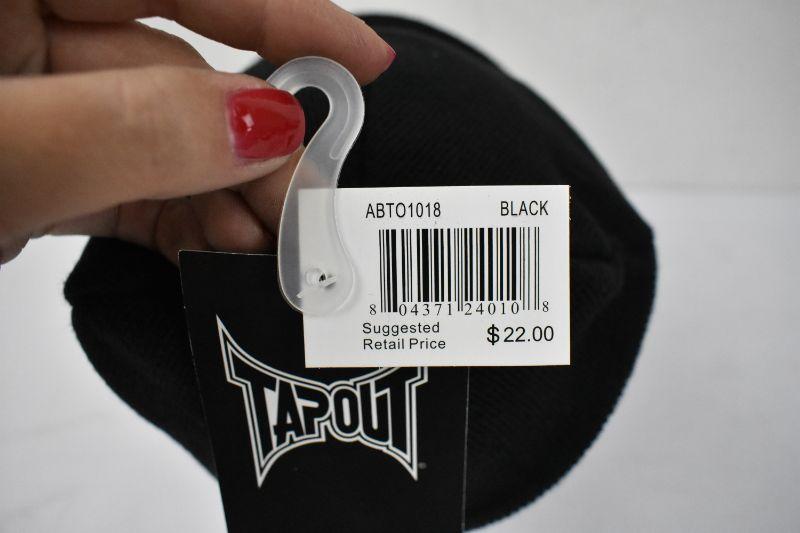 ABTO1018 BLACK
8 04371 24010 8
Suggested
Retail Price $22.00
TAPOUT